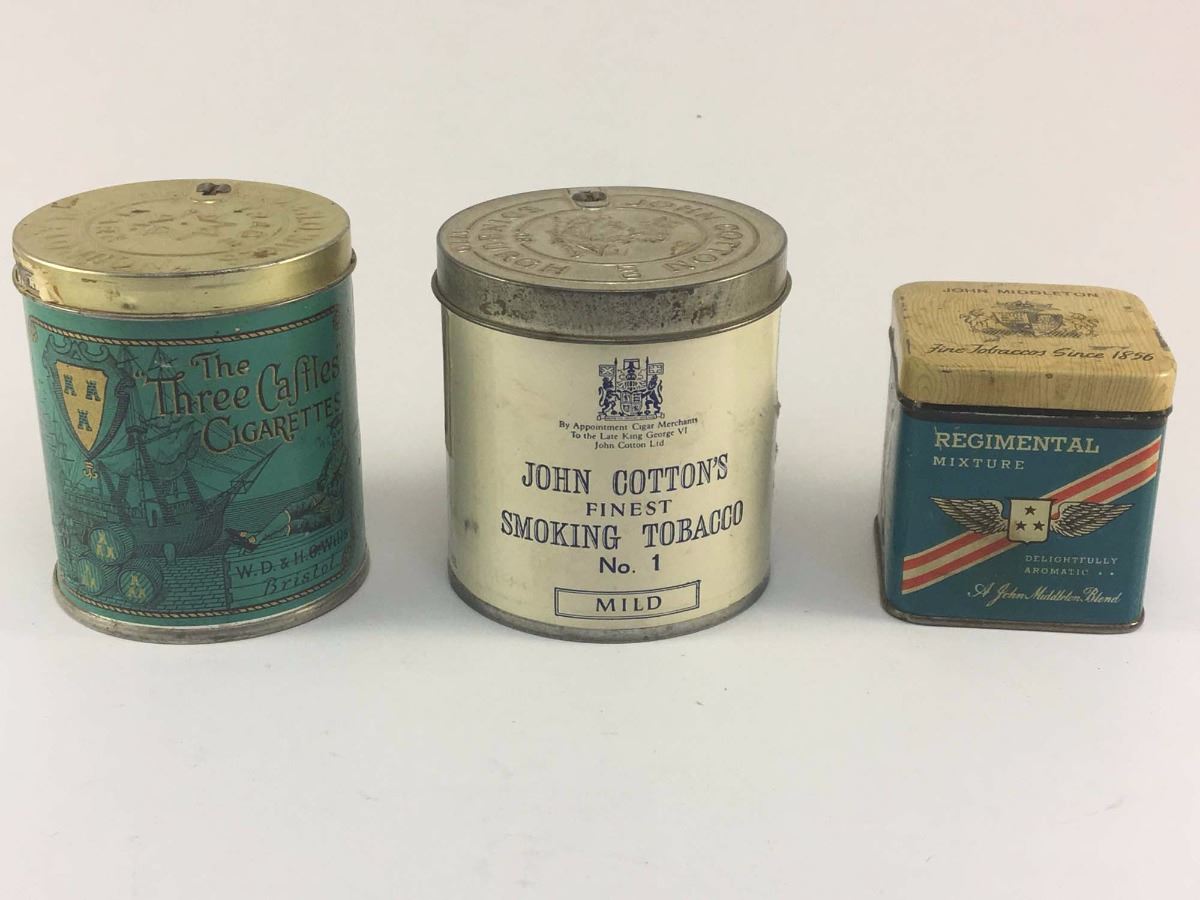 The
"Three Castles"
CIGARETTES
W. D. & H. O. Wills
Bristol
JOHN COTTON
By Appointment Cigar Merchants
To the Late King George VI
John Cotton Ltd
JOHN COTTON'S
FINEST
SMOKING TOBACCO
No. 1
MILD
JOHN MIDDLETON
Fine Tobaccos Since 1856
REGIMENTAL
MIXTURE
DELIGHTFULLY
AROMATIC . .
A John Middleton Blend